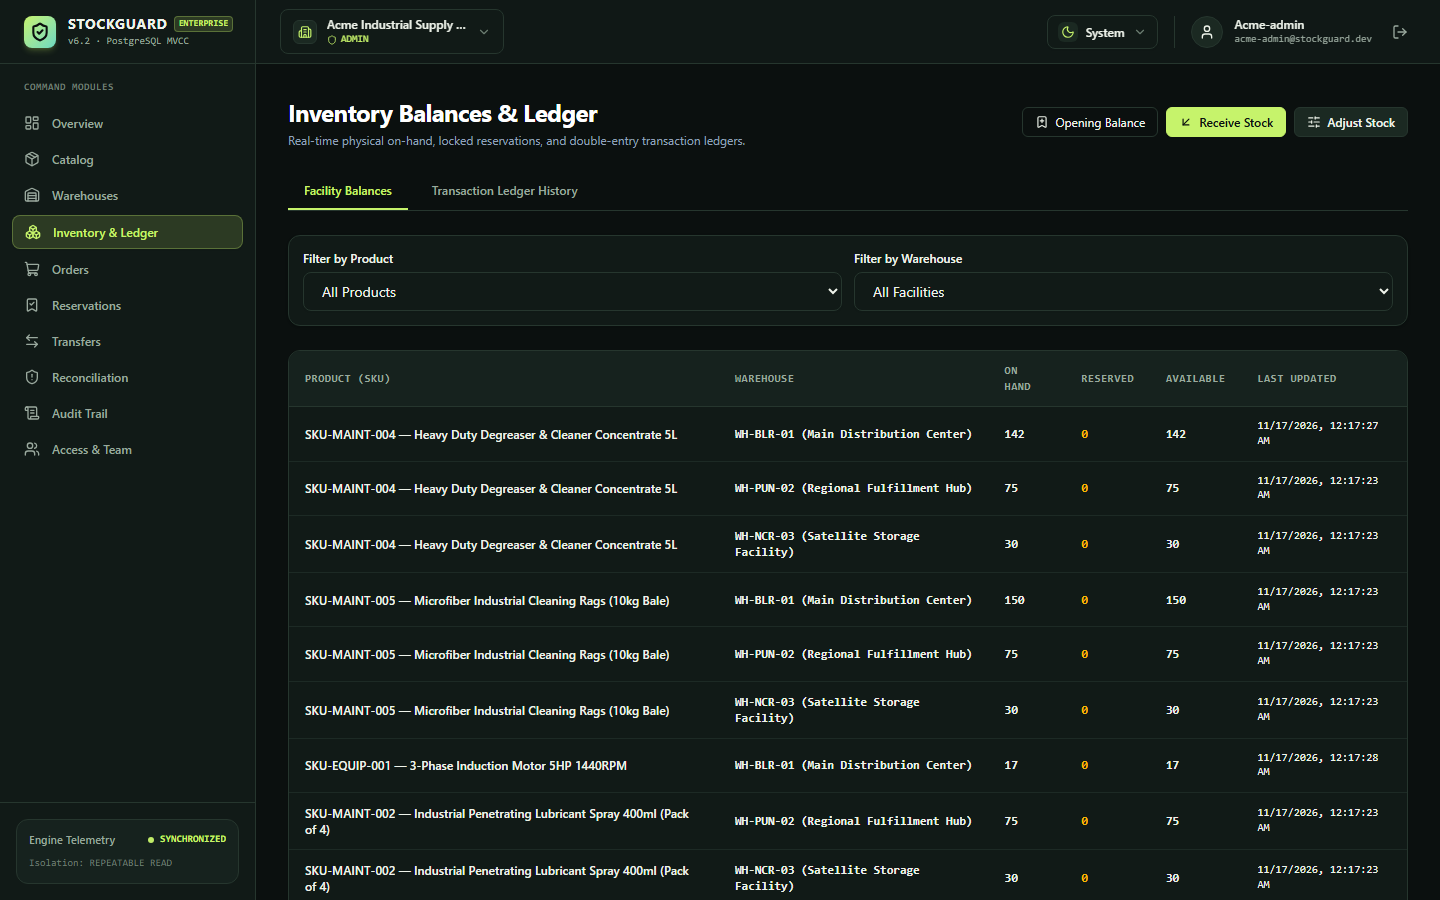 STOCKGUARD ENTERPRISE
v6.2 · PostgreSQL MVCC
Acme Industrial Supply ...
ADMIN
System
Acme-admin
acme-admin@stockguard.dev
COMMAND MODULES
Overview
Catalog
Warehouses
Inventory & Ledger
Orders
Reservations
Transfers
Reconciliation
Audit Trail
Access & Team
Engine Telemetry SYNCHRONIZED
Isolation: REPEATABLE READ
Inventory Balances & Ledger
Real-time physical on-hand, locked reservations, and double-entry transaction ledgers.
Opening Balance
Receive Stock
Adjust Stock
Facility Balances
Transaction Ledger History
Filter by Product
All Products
Filter by Warehouse
All Facilities
PRODUCT (SKU) WAREHOUSE ON HAND RESERVED AVAILABLE LAST UPDATED
SKU-MAINT-004 — Heavy Duty Degreaser & Cleaner Concentrate 5L WH-BLR-01 (Main Distribution Center) 142 0 142 11/17/2026, 12:17:27 AM
SKU-MAINT-004 — Heavy Duty Degreaser & Cleaner Concentrate 5L WH-PUN-02 (Regional Fulfillment Hub) 75 0 75 11/17/2026, 12:17:23 AM
SKU-MAINT-004 — Heavy Duty Degreaser & Cleaner Concentrate 5L WH-NCR-03 (Satellite Storage Facility) 30 0 30 11/17/2026, 12:17:23 AM
SKU-MAINT-005 — Microfiber Industrial Cleaning Rags (10kg Bale) WH-BLR-01 (Main Distribution Center) 150 0 150 11/17/2026, 12:17:23 AM
SKU-MAINT-005 — Microfiber Industrial Cleaning Rags (10kg Bale) WH-PUN-02 (Regional Fulfillment Hub) 75 0 75 11/17/2026, 12:17:23 AM
SKU-MAINT-005 — Microfiber Industrial Cleaning Rags (10kg Bale) WH-NCR-03 (Satellite Storage Facility) 30 0 30 11/17/2026, 12:17:23 AM
SKU-EQUIP-001 — 3-Phase Induction Motor 5HP 1440RPM WH-BLR-01 (Main Distribution Center) 17 0 17 11/17/2026, 12:17:28 AM
SKU-MAINT-002 — Industrial Penetrating Lubricant Spray 400ml (Pack of 4) WH-PUN-02 (Regional Fulfillment Hub) 75 0 75 11/17/2026, 12:17:23 AM
SKU-MAINT-002 — Industrial Penetrating Lubricant Spray 400ml (Pack of 4) WH-NCR-03 (Satellite Storage Facility) 30 0 30 11/17/2026, 12:17:23 AM